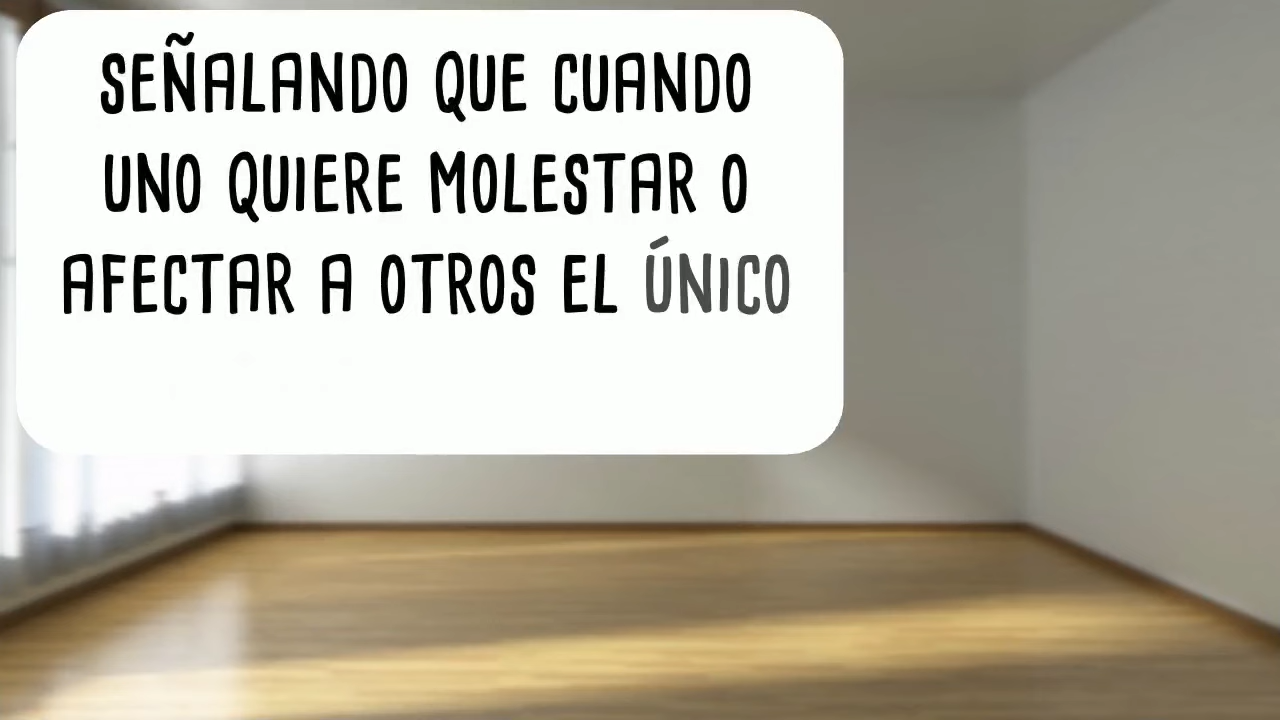 SEÑALANDO QUE CUANDO
UNO QUIERE MOLESTAR O
AFECTAR A OTROS EL ÚNICO